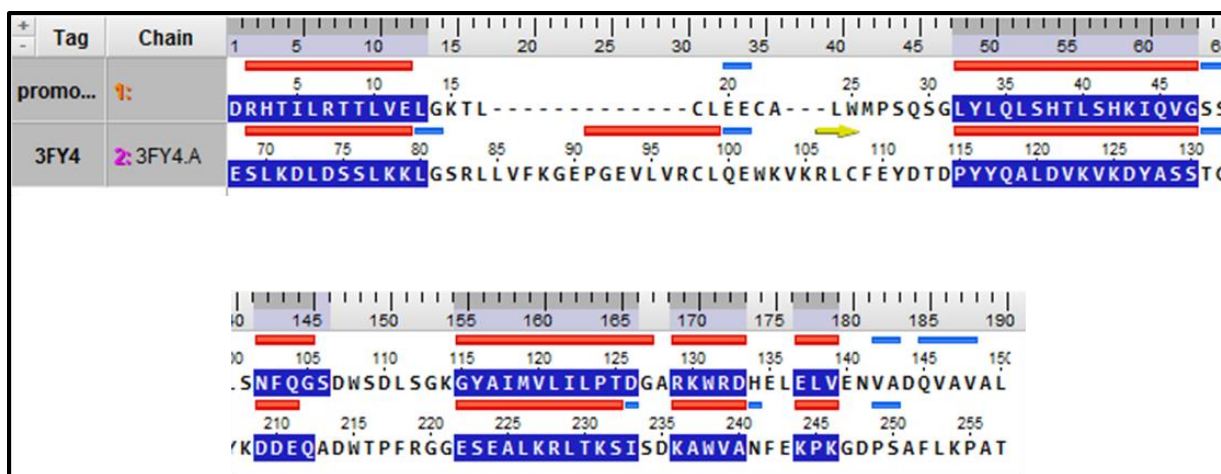 + - Tag Chain 1 5 10 15 20 25 30 35 40 45 50 55 60
5 10 15 20 25 30 35 40 45
promo... 1: DRHTILRTTLVELGKTL-------------CLEECA---LWMPSQSGLYLQLSHTLSHKIQVGSS
70 75 80 85 90 95 100 105 110 115 120 125 130
3FY4 2: 3FY4.A ESLKDLDSSLKKLGSRLLVFKGEPGEVLVRCLQEWKVKRLCFEYDTDPYYQALDVKVKDYASST
145 150 155 160 165 170 175 180 185 190
105 110 115 120 125 130 135 140 145 150
SNFQGSDWSDLSGKGYAIMVLILPTDGARKWRDHELELVENVADQVAVAL
210 215 220 225 230 235 240 245 250 255
KDDEQADWTPFRGGESEALKRLTKSISDKAWVANFEKPKGDPSAFLKPAT